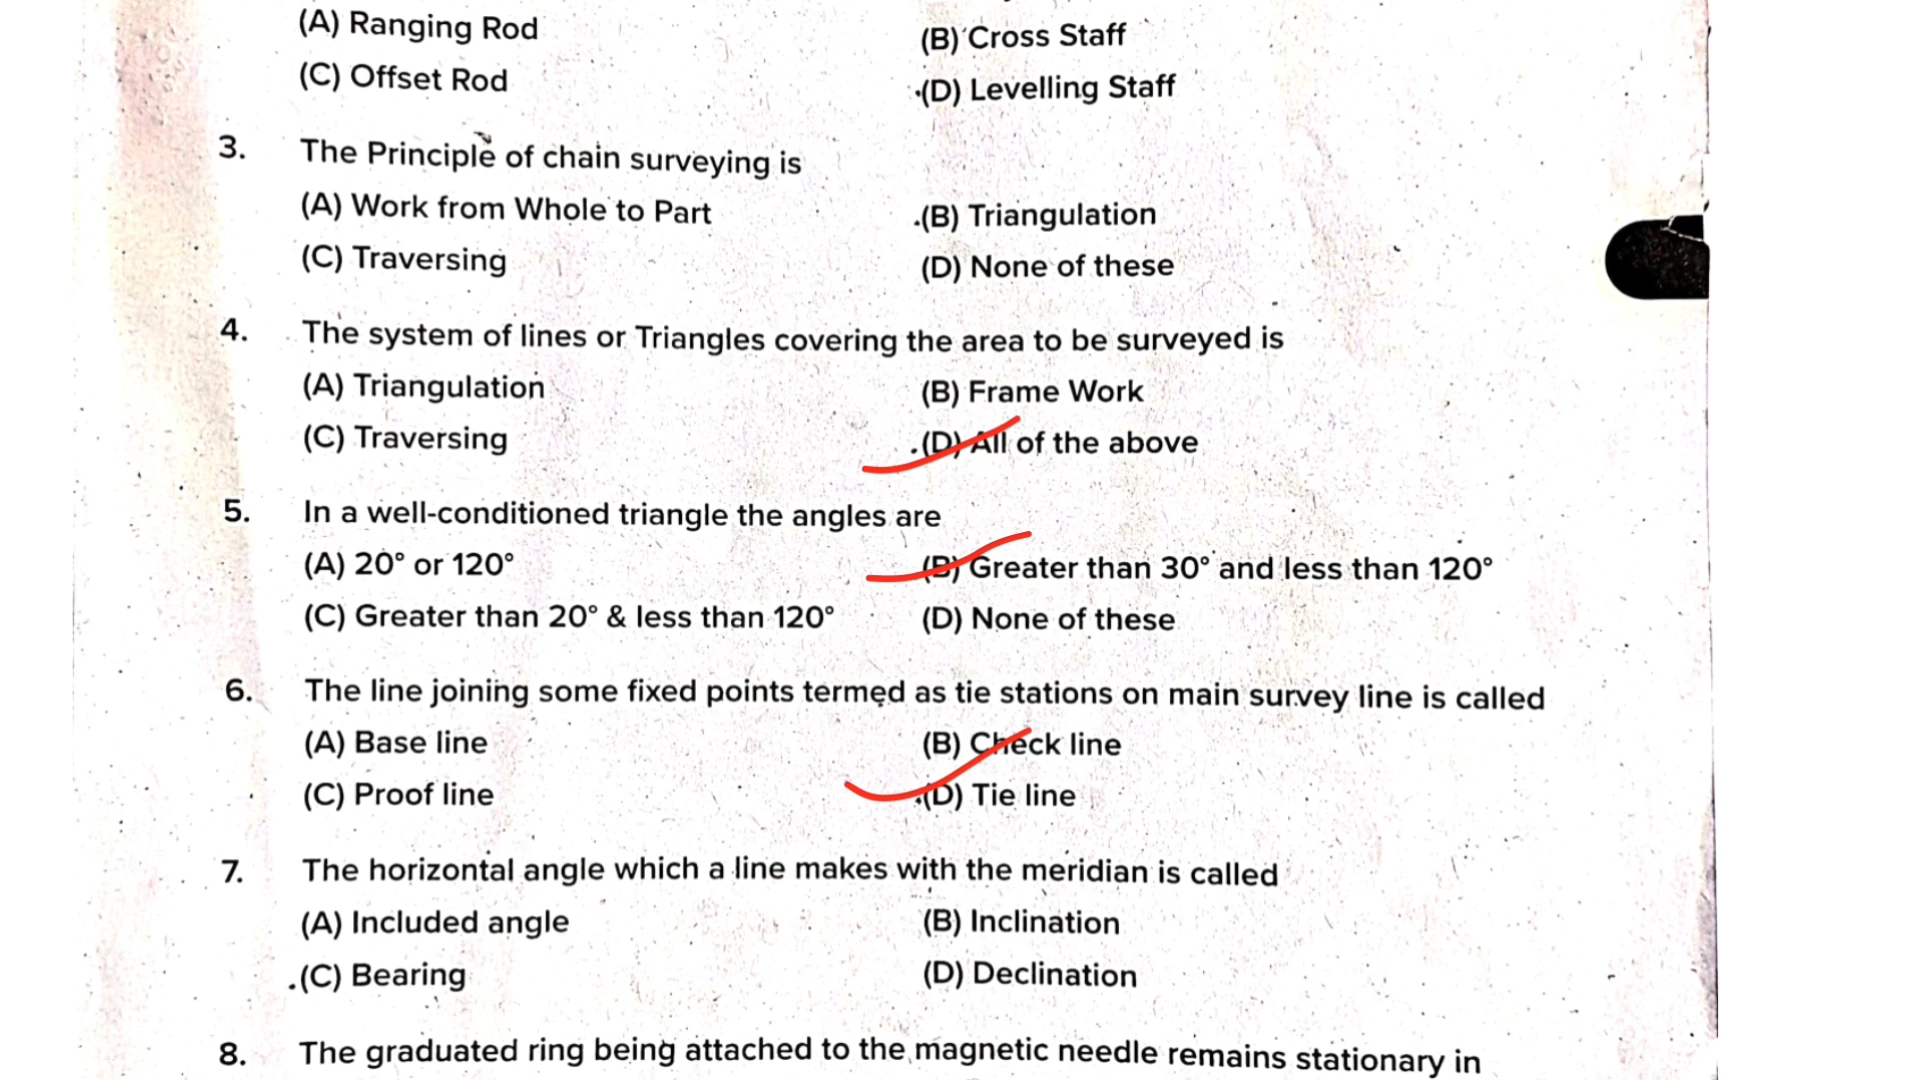 (A) Ranging Rod (B) Cross Staff
(C) Offset Rod (D) Levelling Staff
3. The Principle of chain surveying is
(A) Work from Whole to Part (B) Triangulation
(C) Traversing (D) None of these
4. The system of lines or Triangles covering the area to be surveyed is
(A) Triangulation (B) Frame Work
(C) Traversing (D) All of the above
5. In a well-conditioned triangle the angles are
(A) 20° or 120° (B) Greater than 30° and less than 120°
(C) Greater than 20° & less than 120° (D) None of these
6. The line joining some fixed points termed as tie stations on main survey line is called
(A) Base line (B) Check line
(C) Proof line (D) Tie line
7. The horizontal angle which a line makes with the meridian is called
(A) Included angle (B) Inclination
(C) Bearing (D) Declination
8. The graduated ring being attached to the magnetic needle remains stationary in